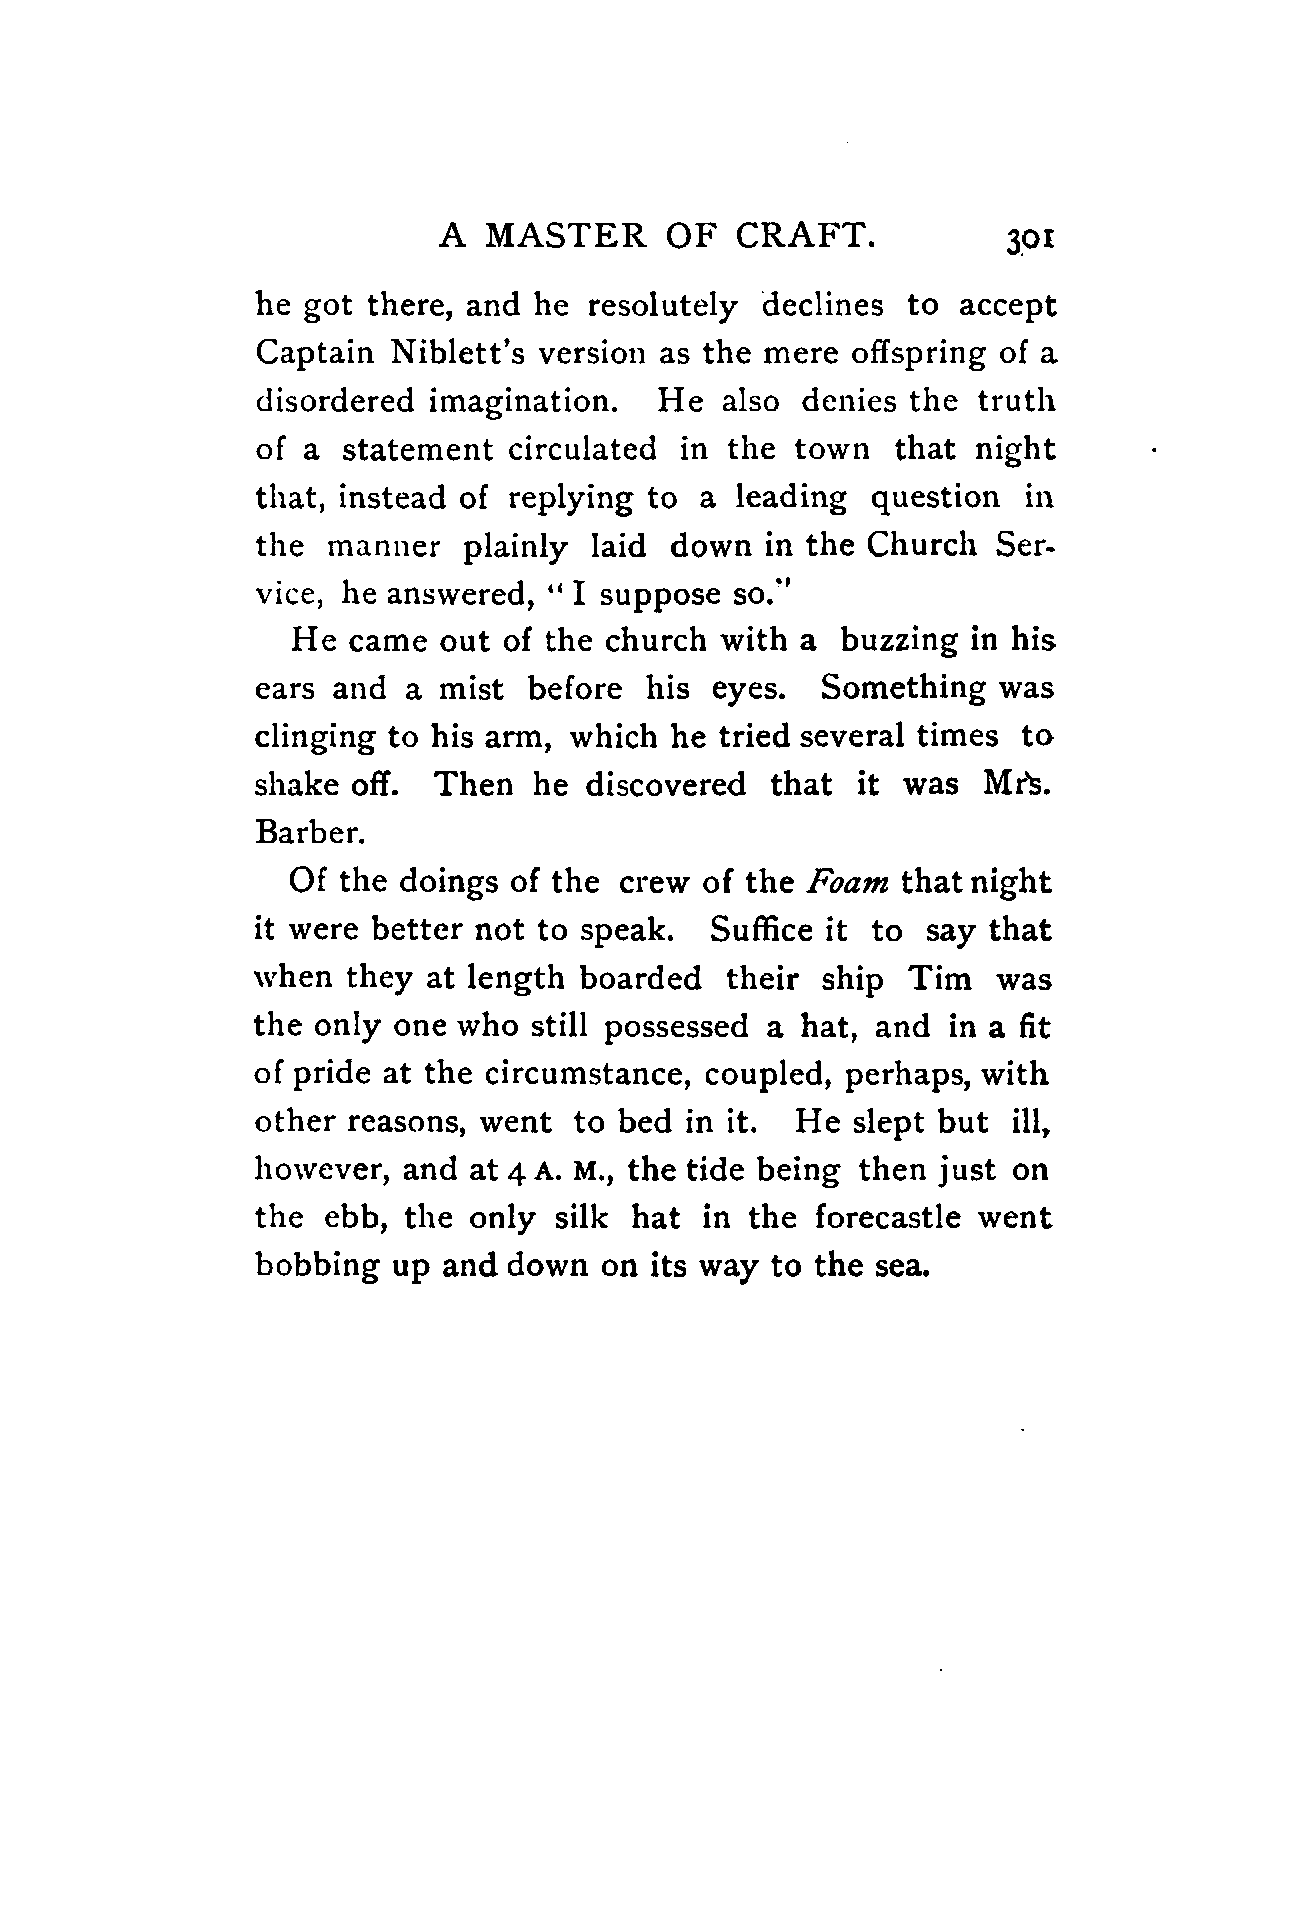 A MASTER OF CRAFT. 301
he got there, and he resolutely declines to accept
Captain Niblett's version as the mere offspring of a
disordered imagination. He also denies the truth
of a statement circulated in the town that night
that, instead of replying to a leading question in
the manner plainly laid down in the Church Ser-
vice, he answered, "I suppose so."
He came out of the church with a buzzing in his
ears and a mist before his eyes. Something was
clinging to his arm, which he tried several times to
shake off. Then he discovered that it was Mrs.
Barber.
Of the doings of the crew of the Foam that night
it were better not to speak. Suffice it to say that
when they at length boarded their ship Tim was
the only one who still possessed a hat, and in a fit
of pride at the circumstance, coupled, perhaps, with
other reasons, went to bed in it. He slept but ill,
however, and at 4 A. M., the tide being then just on
the ebb, the only silk hat in the forecastle went
bobbing up and down on its way to the sea.